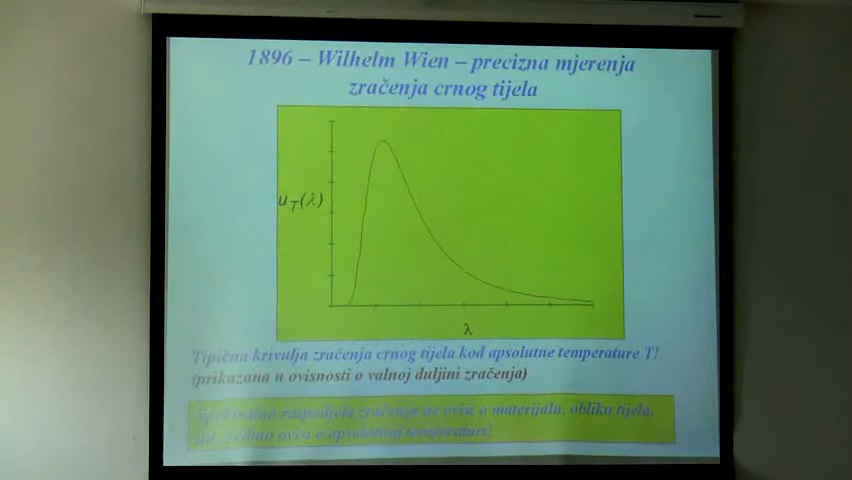 1896 – Wilhelm Wien – precizna mjerenja
zračenja crnog tijela
u_T(λ)
λ
Tipična krivulja zračenja crnog tijela kod apsolutne temperature T!
(prikazana u ovisnosti o valnoj duljini zračenja)
Spektralna raspodjela zračenja ne ovisi o materijalu, obliku tijela,
itd. Jedino ovisi o apsolutnoj temperaturi!